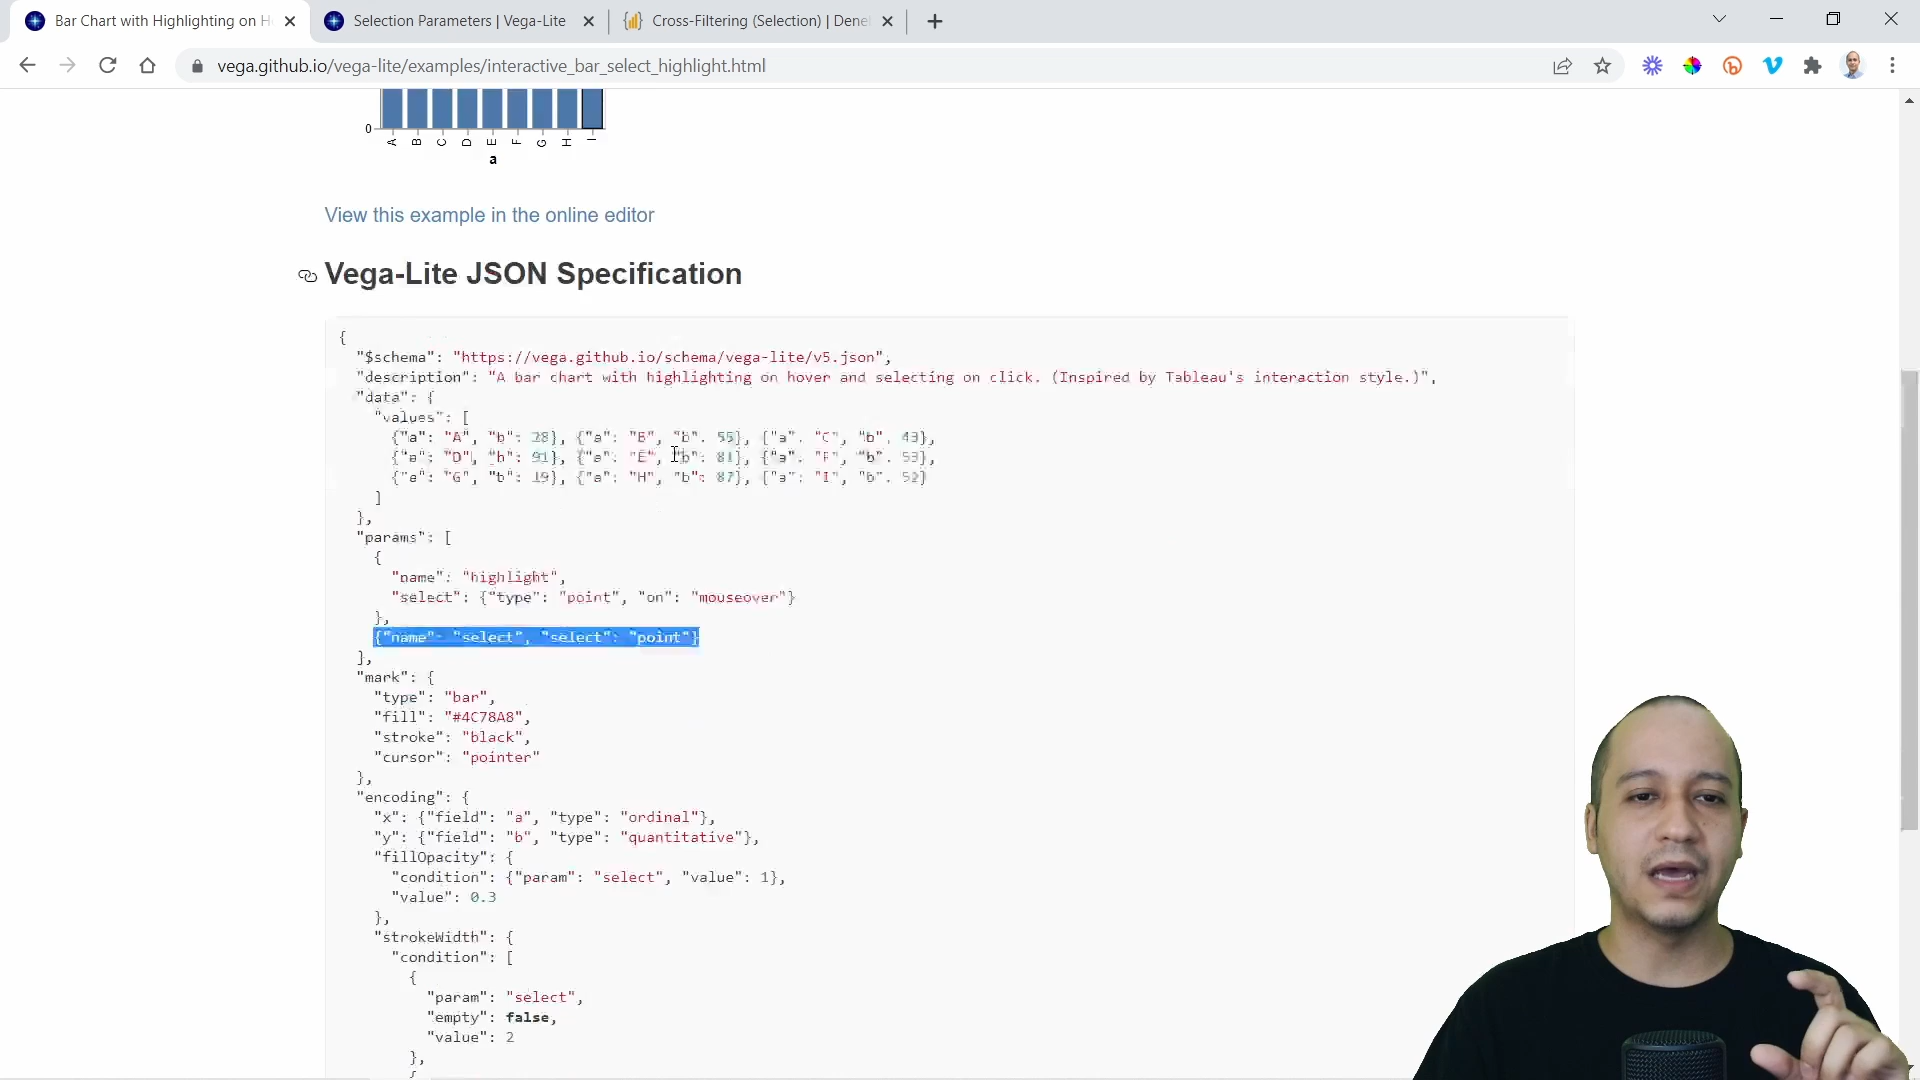 Bar Chart with Highlighting on H
Selection Parameters | Vega-Lite
Cross-Filtering (Selection) | Dene
vega.github.io/vega-lite/examples/interactive_bar_select_highlight.html
0
A B C D E F G H I
a
View this example in the online editor
Vega-Lite JSON Specification
{
"$schema": "https://vega.github.io/schema/vega-lite/v5.json",
"description": "A bar chart with highlighting on hover and selecting on click. (Inspired by Tableau's interaction style.)",
"data": {
"values": [
{"a": "A", "b": 28}, {"a": "B", "b": 55}, {"a": "C", "b": 43},
{"a": "D", "b": 91}, {"a": "E", "b": 81}, {"a": "F", "b": 53},
{"a": "G", "b": 19}, {"a": "H", "b": 87}, {"a": "I", "b": 52}
]
},
"params": [
{
"name": "highlight",
"select": {"type": "point", "on": "mouseover"}
},
{"name": "select", "select": "point"}
],
"mark": {
"type": "bar",
"fill": "#4C78A8",
"stroke": "black",
"cursor": "pointer"
},
"encoding": {
"x": {"field": "a", "type": "ordinal"},
"y": {"field": "b", "type": "quantitative"},
"fillOpacity": {
"condition": {"param": "select", "value": 1},
"value": 0.3
},
"strokeWidth": {
"condition": [
{
"param": "select",
"empty": false,
"value": 2
},
{